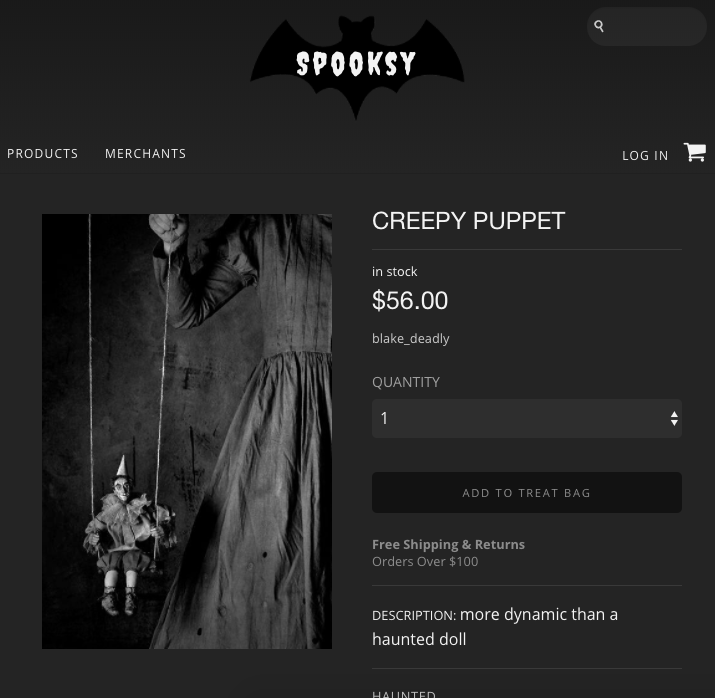 SPOOKSY
PRODUCTS MERCHANTS LOG IN
CREEPY PUPPET
in stock
$56.00
blake_deadly
QUANTITY
1
ADD TO TREAT BAG
Free Shipping & Returns
Orders Over $100
DESCRIPTION: more dynamic than a
haunted doll
HAUNTED